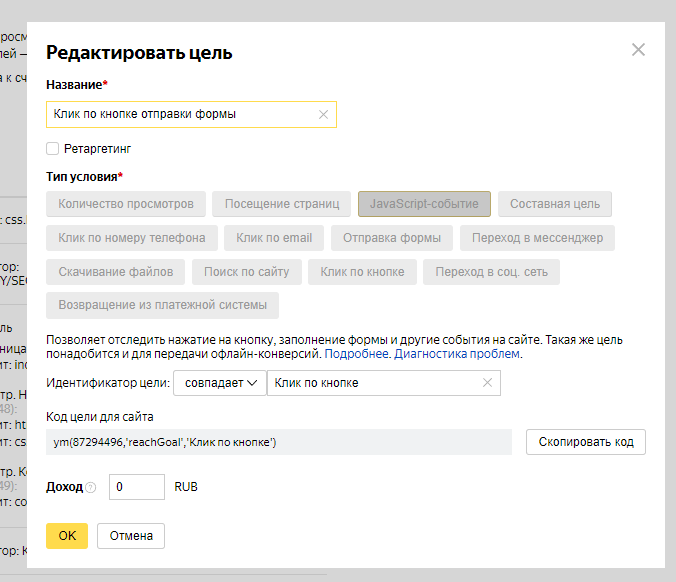 Редактировать цель
Название*
Клик по кнопке отправки формы
Ретаргетинг
Тип условия*
Количество просмотров Посещение страниц JavaScript-событие Составная цель
Клик по номеру телефона Клик по email Отправка формы Переход в мессенджер
Скачивание файлов Поиск по сайту Клик по кнопке Переход в соц. сеть
Возвращение из платежной системы
Позволяет отследить нажатие на кнопку, заполнение формы и другие события на сайте. Такая же цель
понадобится и для передачи офлайн-конверсий. Подробнее. Диагностика проблем.
Идентификатор цели: совпадает Клик по кнопке
Код цели для сайта
ym(87294496,'reachGoal','Клик по кнопке') Скопировать код
Доход ? 0 RUB
OK Отмена